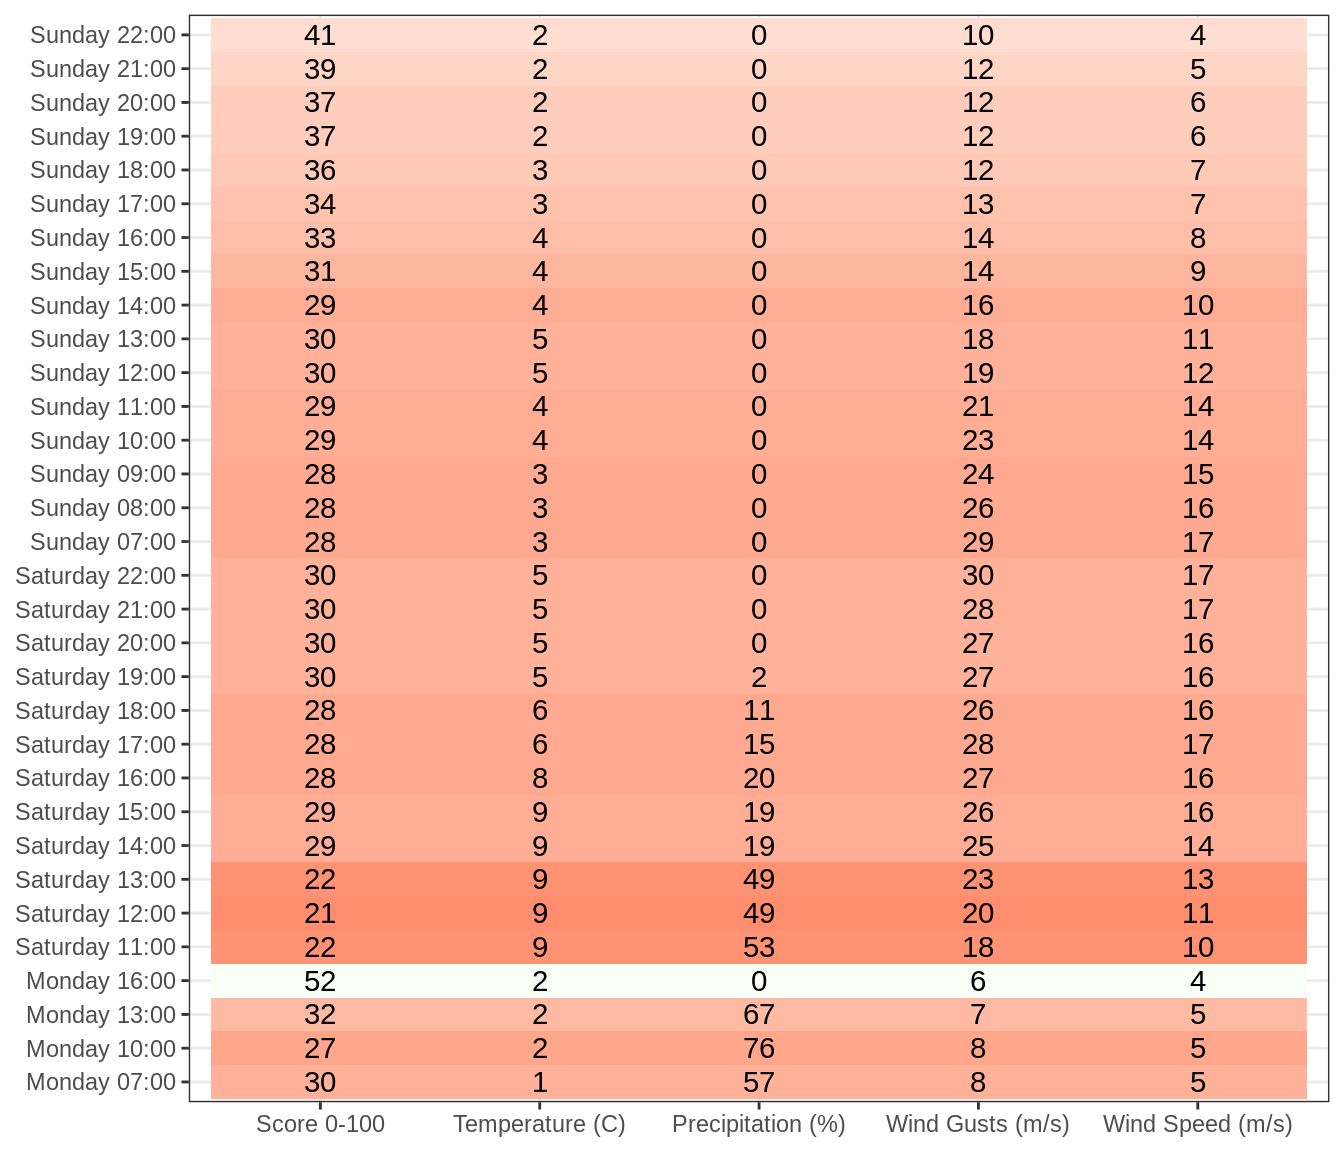 Sunday 22:00 41 2 0 10 4
Sunday 21:00 39 2 0 12 5
Sunday 20:00 37 2 0 12 6
Sunday 19:00 37 2 0 12 6
Sunday 18:00 36 3 0 12 7
Sunday 17:00 34 3 0 13 7
Sunday 16:00 33 4 0 14 8
Sunday 15:00 31 4 0 14 9
Sunday 14:00 29 4 0 16 10
Sunday 13:00 30 5 0 18 11
Sunday 12:00 30 5 0 19 12
Sunday 11:00 29 4 0 21 14
Sunday 10:00 29 4 0 23 14
Sunday 09:00 28 3 0 24 15
Sunday 08:00 28 3 0 26 16
Sunday 07:00 28 3 0 29 17
Saturday 22:00 30 5 0 30 17
Saturday 21:00 30 5 0 28 17
Saturday 20:00 30 5 0 27 16
Saturday 19:00 30 5 2 27 16
Saturday 18:00 28 6 11 26 16
Saturday 17:00 28 6 15 28 17
Saturday 16:00 28 8 20 27 16
Saturday 15:00 29 9 19 26 16
Saturday 14:00 29 9 19 25 14
Saturday 13:00 22 9 49 23 13
Saturday 12:00 21 9 49 20 11
Saturday 11:00 22 9 53 18 10
Monday 16:00 52 2 0 6 4
Monday 13:00 32 2 67 7 5
Monday 10:00 27 2 76 8 5
Monday 07:00 30 1 57 8 5
Score 0-100 Temperature (C) Precipitation (%) Wind Gusts (m/s) Wind Speed (m/s)